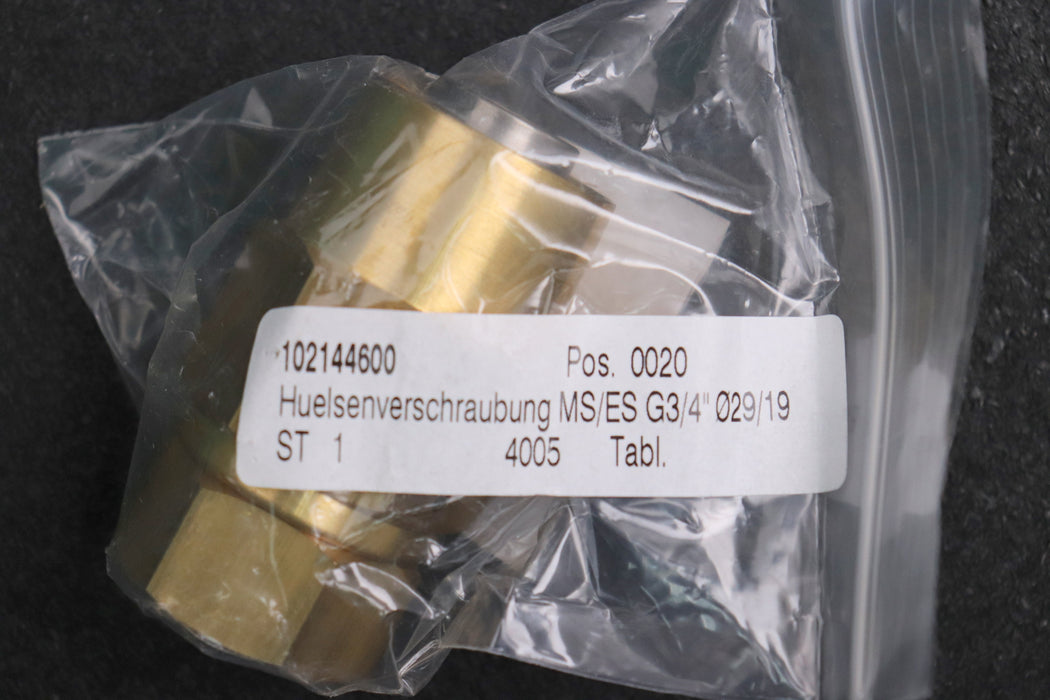 102144600 Pos. 0020
Huelsenverschraubung MS/ES G3/4" Ø29/19
ST 1 4005 Tabl.